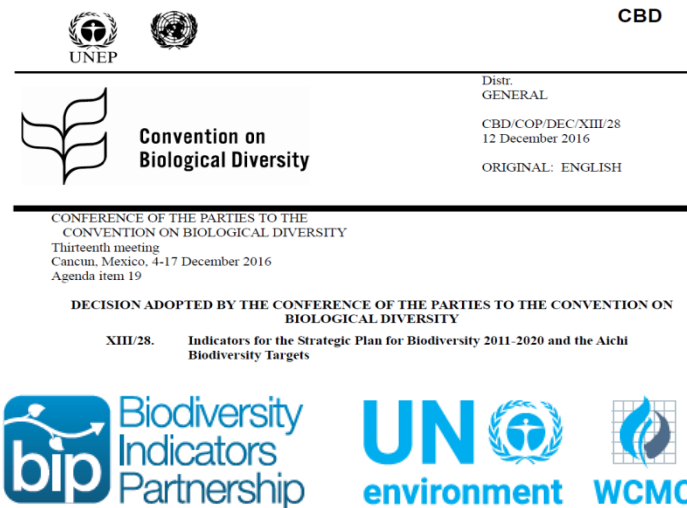 CBD
UNEP
Distr.
GENERAL
CBD/COP/DEC/XIII/28
12 December 2016
ORIGINAL: ENGLISH
Convention on
Biological Diversity
CONFERENCE OF THE PARTIES TO THE
CONVENTION ON BIOLOGICAL DIVERSITY
Thirteenth meeting
Cancun, Mexico, 4-17 December 2016
Agenda item 19
DECISION ADOPTED BY THE CONFERENCE OF THE PARTIES TO THE CONVENTION ON
BIOLOGICAL DIVERSITY
XIII/28. Indicators for the Strategic Plan for Biodiversity 2011-2020 and the Aichi
Biodiversity Targets
bip
Biodiversity
Indicators
Partnership
UN
environment
WCMC